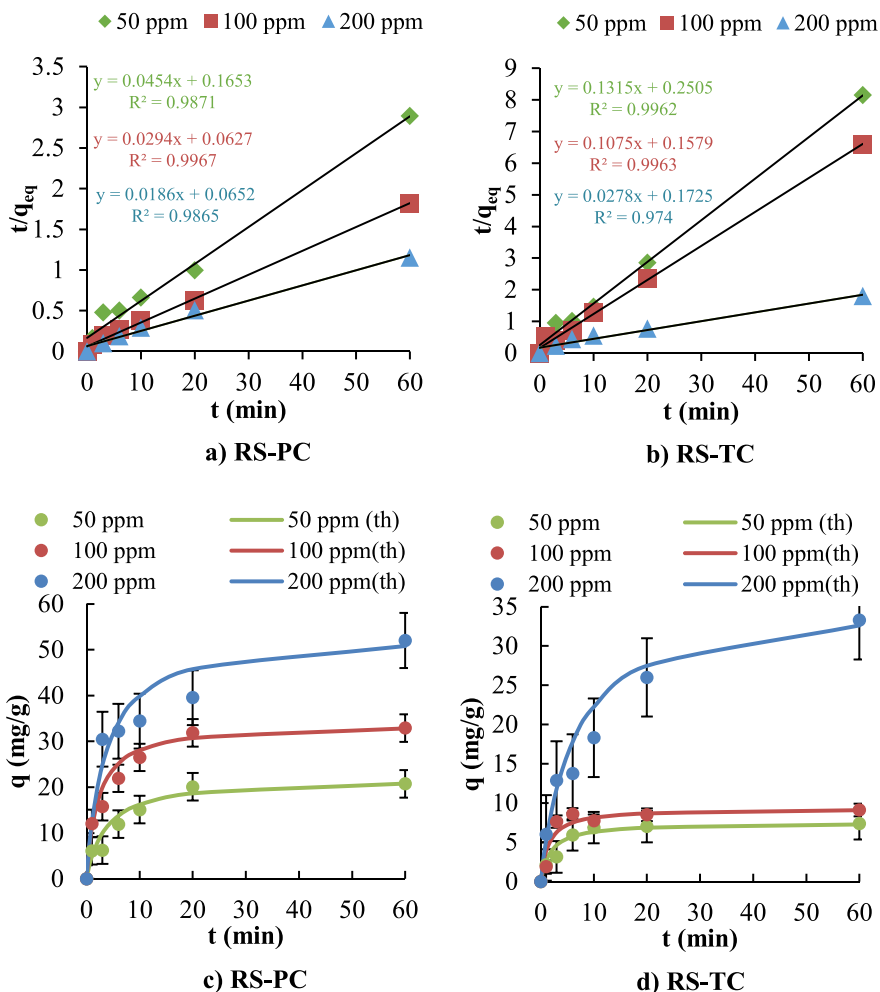 50 ppm 100 ppm 200 ppm
3.5
3
2.5
2
1.5
1
0.5
0
t/qeq
y = 0.0454x + 0.1653
R² = 0.9871
y = 0.0294x + 0.0627
R² = 0.9967
y = 0.0186x + 0.0652
R² = 0.9865
0 10 20 30 40 50 60
t (min)
a) RS-PC
50 ppm 100 ppm 200 ppm
9
8
7
6
5
4
3
2
1
0
t/qeq
y = 0.1315x + 0.2505
R² = 0.9962
y = 0.1075x + 0.1579
R² = 0.9963
y = 0.0278x + 0.1725
R² = 0.974
0 10 20 30 40 50 60
t (min)
b) RS-TC
50 ppm 50 ppm (th)
100 ppm 100 ppm(th)
200 ppm 200 ppm(th)
60
50
40
30
20
10
0
q (mg/g)
0 10 20 30 40 50 60
t (min)
c) RS-PC
50 ppm 50 ppm (th)
100 ppm 100 ppm(th)
200 ppm 200 ppm(th)
35
30
25
20
15
10
5
0
q (mg/g)
0 10 20 30 40 50 60
t (min)
d) RS-TC